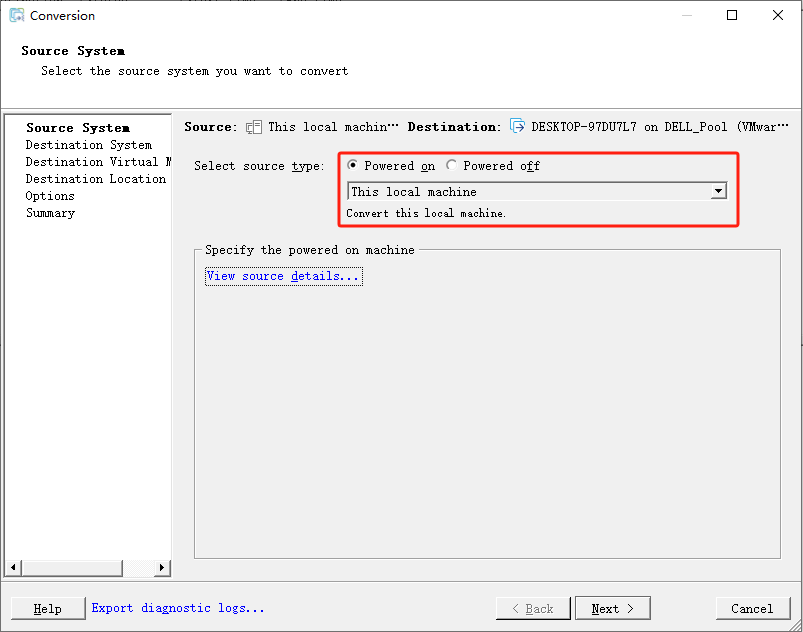 Conversion
Source System
Select the source system you want to convert
Source System
Destination System
Destination Virtual M
Destination Location
Options
Summary
Source: This local machin... Destination: DESKTOP-97DU7L7 on DELL_Pool (VMwar...
Select source type: Powered on Powered off
This local machine
Convert this local machine.
Specify the powered on machine
View source details...
Help Export diagnostic logs... < Back Next > Cancel